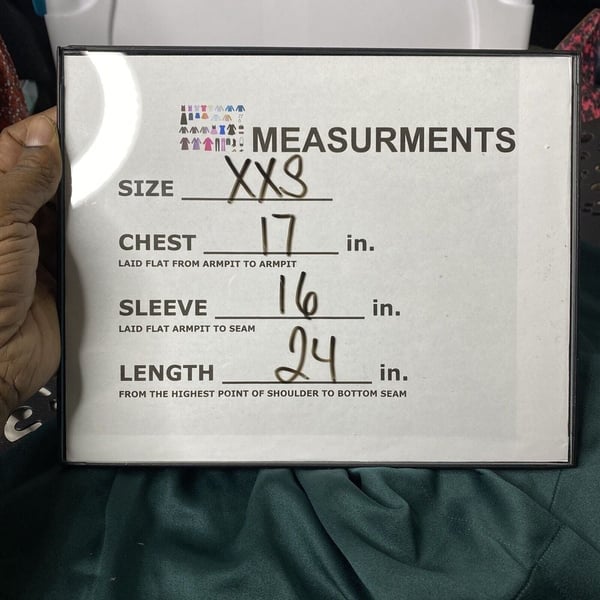 MEASURMENTS
SIZE XXS
CHEST 17 in.
LAID FLAT FROM ARMPIT TO ARMPIT
SLEEVE 16 in.
LAID FLAT ARMPIT TO SEAM
LENGTH 24 in.
FROM THE HIGHEST POINT OF SHOULDER TO BOTTOM SEAM